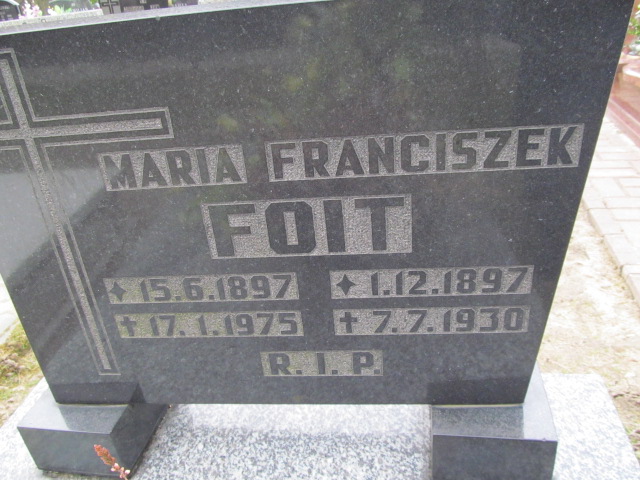 MARIA FRANCISZEK
FOIT
✦ 15.6.1897 ✦ 1.12.1897
✝ 17.1.1975 ✝ 7.7.1930
R.I.P.